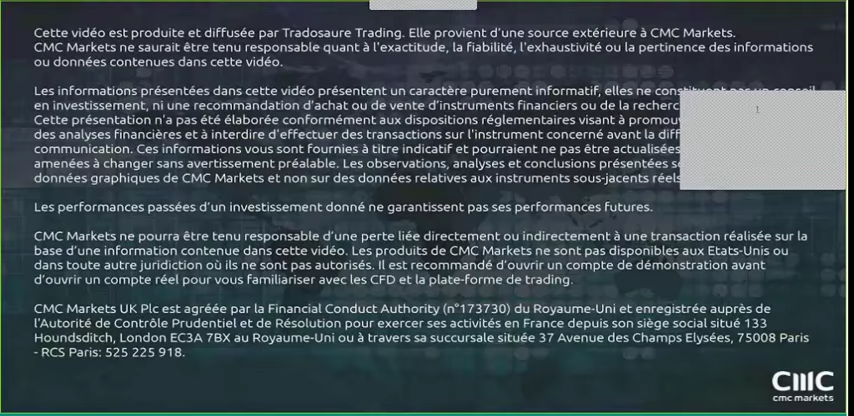 Cette vidéo est produite et diffusée par Tradosaure Trading. Elle provient d'une source extérieure à CMC Markets.
CMC Markets ne saurait être tenu responsable quant à l'exactitude, la fiabilité, l'exhaustivité ou la pertinence des informations
ou données contenues dans cette vidéo.
Les informations présentées dans cette vidéo présentent un caractère purement informatif, elles ne constituent pas un conseil
en investissement, ni une recommandation d'achat ou de vente d'instruments financiers ou de la
Cette présentation n'a pas été élaborée conformément aux dispositions réglementaires visant à
des analyses financières et à interdire d'effectuer des transactions sur l'instrument concerné avant la
communication. Ces informations vous sont fournies à titre indicatif et pourraient ne pas être actualisées
amenées à changer sans avertissement préalable. Les observations, analyses et conclusions présentées
données graphiques de CMC Markets et non sur des données relatives aux instruments sous-jacents réels
Les performances passées d'un investissement donné ne garantissent pas ses performances futures.
CMC Markets ne pourra être tenu responsable d'une perte liée directement ou indirectement à une transaction réalisée sur la
base d'une information contenue dans cette vidéo. Les produits de CMC Markets ne sont pas disponibles aux Etats-Unis ou
dans toute autre juridiction où ils ne sont pas autorisés. Il est recommandé d'ouvrir un compte de démonstration avant
d'ouvrir un compte réel pour vous familiariser avec les CFD et la plate-forme de trading.
CMC Markets UK Plc est agréée par la Financial Conduct Authority (n°173730) du Royaume-Uni et enregistrée auprès de
l'Autorité de Contrôle Prudentiel et de Résolution pour exercer ses activités en France depuis son siège social situé 133
Houndsditch, London EC3A 7BX au Royaume-Uni ou à travers sa succursale située 37 Avenue des Champs Elysées, 75008 Paris
- RCS Paris: 525 225 918.
1
CMC
cmc markets